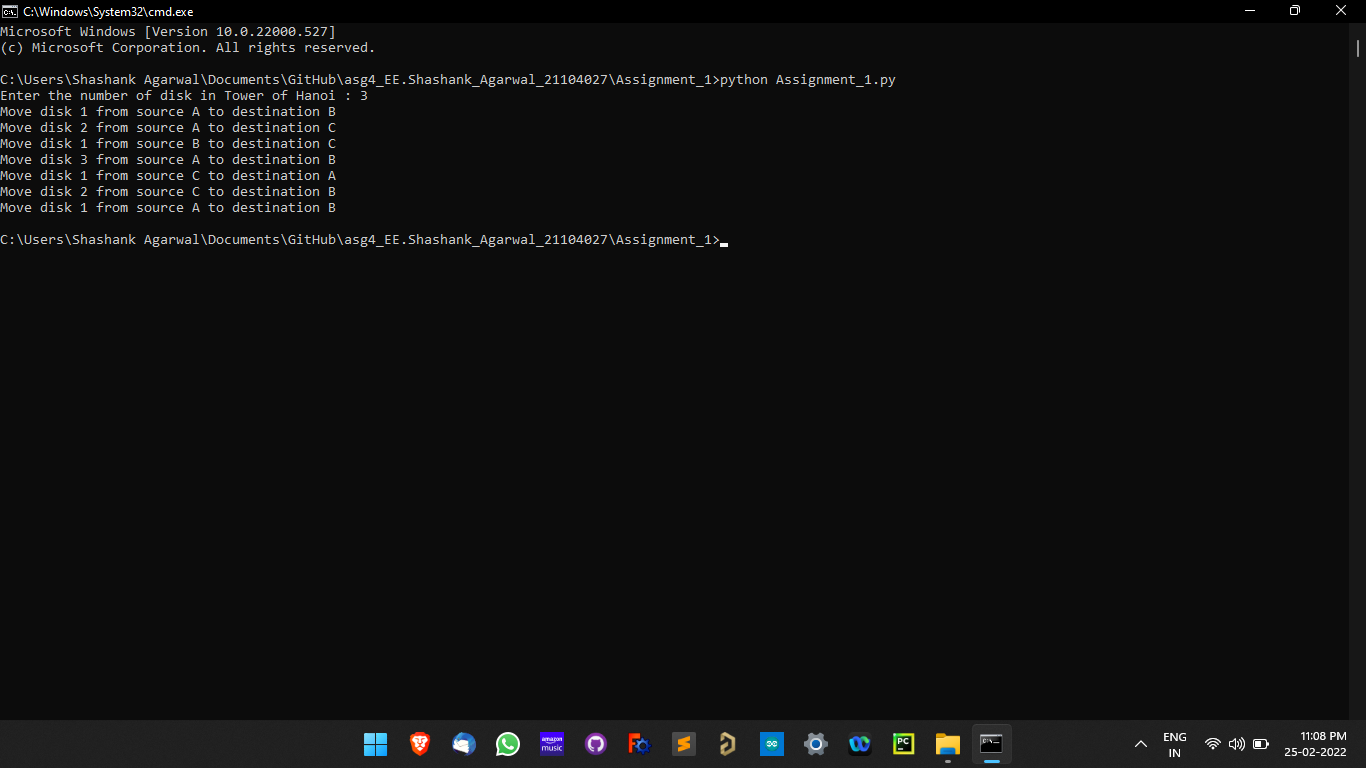 C:\Windows\System32\cmd.exe
Microsoft Windows [Version 10.0.22000.527]
(c) Microsoft Corporation. All rights reserved.
C:\Users\Shashank Agarwal\Documents\GitHub\asg4_EE.Shashank_Agarwal_21104027\Assignment_1>python Assignment_1.py
Enter the number of disk in Tower of Hanoi : 3
Move disk 1 from source A to destination B
Move disk 2 from source A to destination C
Move disk 1 from source B to destination C
Move disk 3 from source A to destination B
Move disk 1 from source C to destination A
Move disk 2 from source C to destination B
Move disk 1 from source A to destination B
C:\Users\Shashank Agarwal\Documents\GitHub\asg4_EE.Shashank_Agarwal_21104027\Assignment_1>
amazon
music
PC
ENG
IN
11:08 PM
25-02-2022